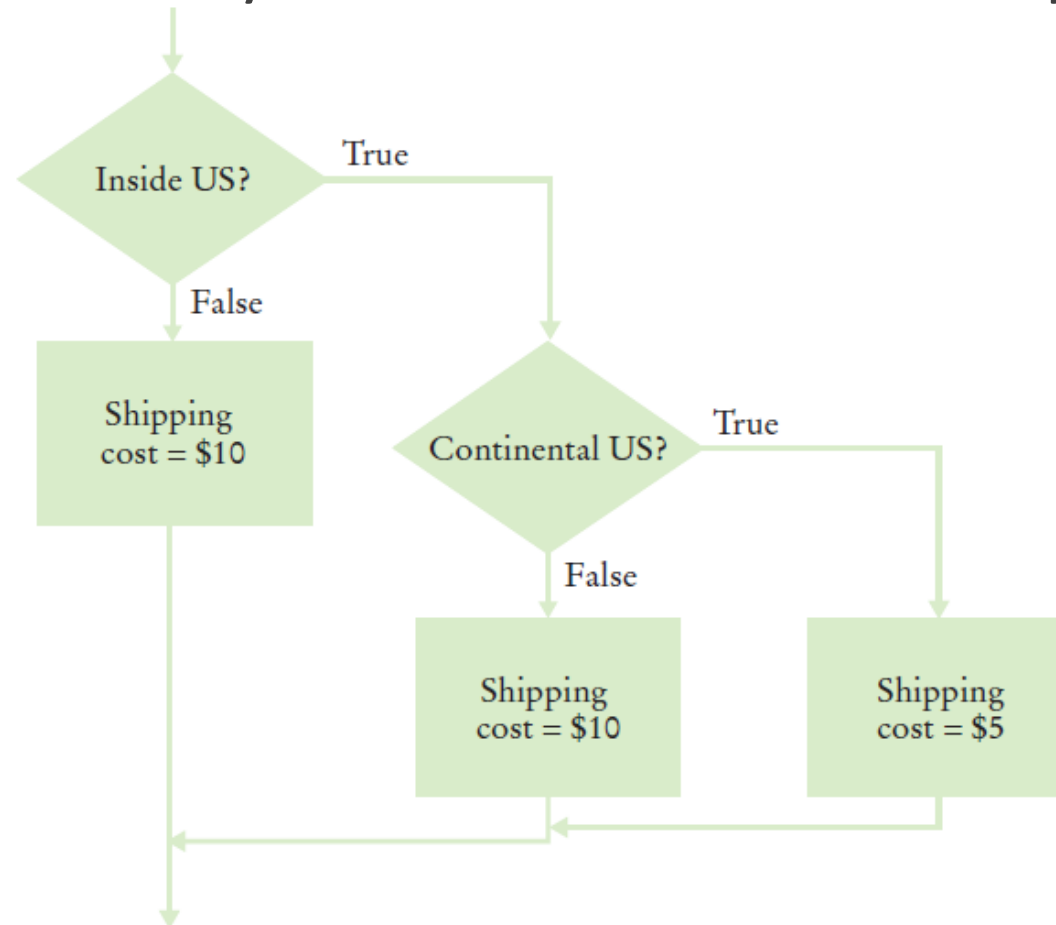 Inside US?
True
False
Shipping
cost = $10
Continental US?
True
False
Shipping
cost = $10
Shipping
cost = $5